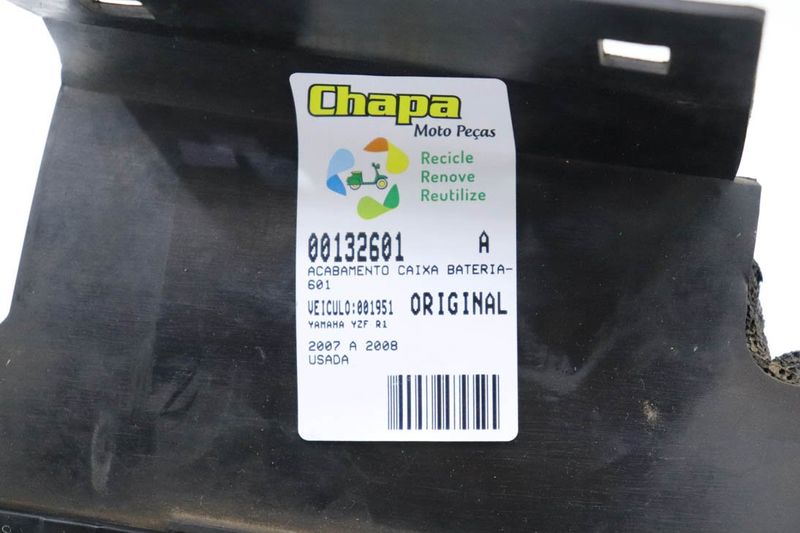 Chapa
Moto Peças
Recicle
Renove
Reutilize
00132601 A
ACABAMENTO CAIXA BATERIA-
601
VEICULO:001951 ORIGINAL
YAMAHA YZF R1
2007 A 2008
USADA